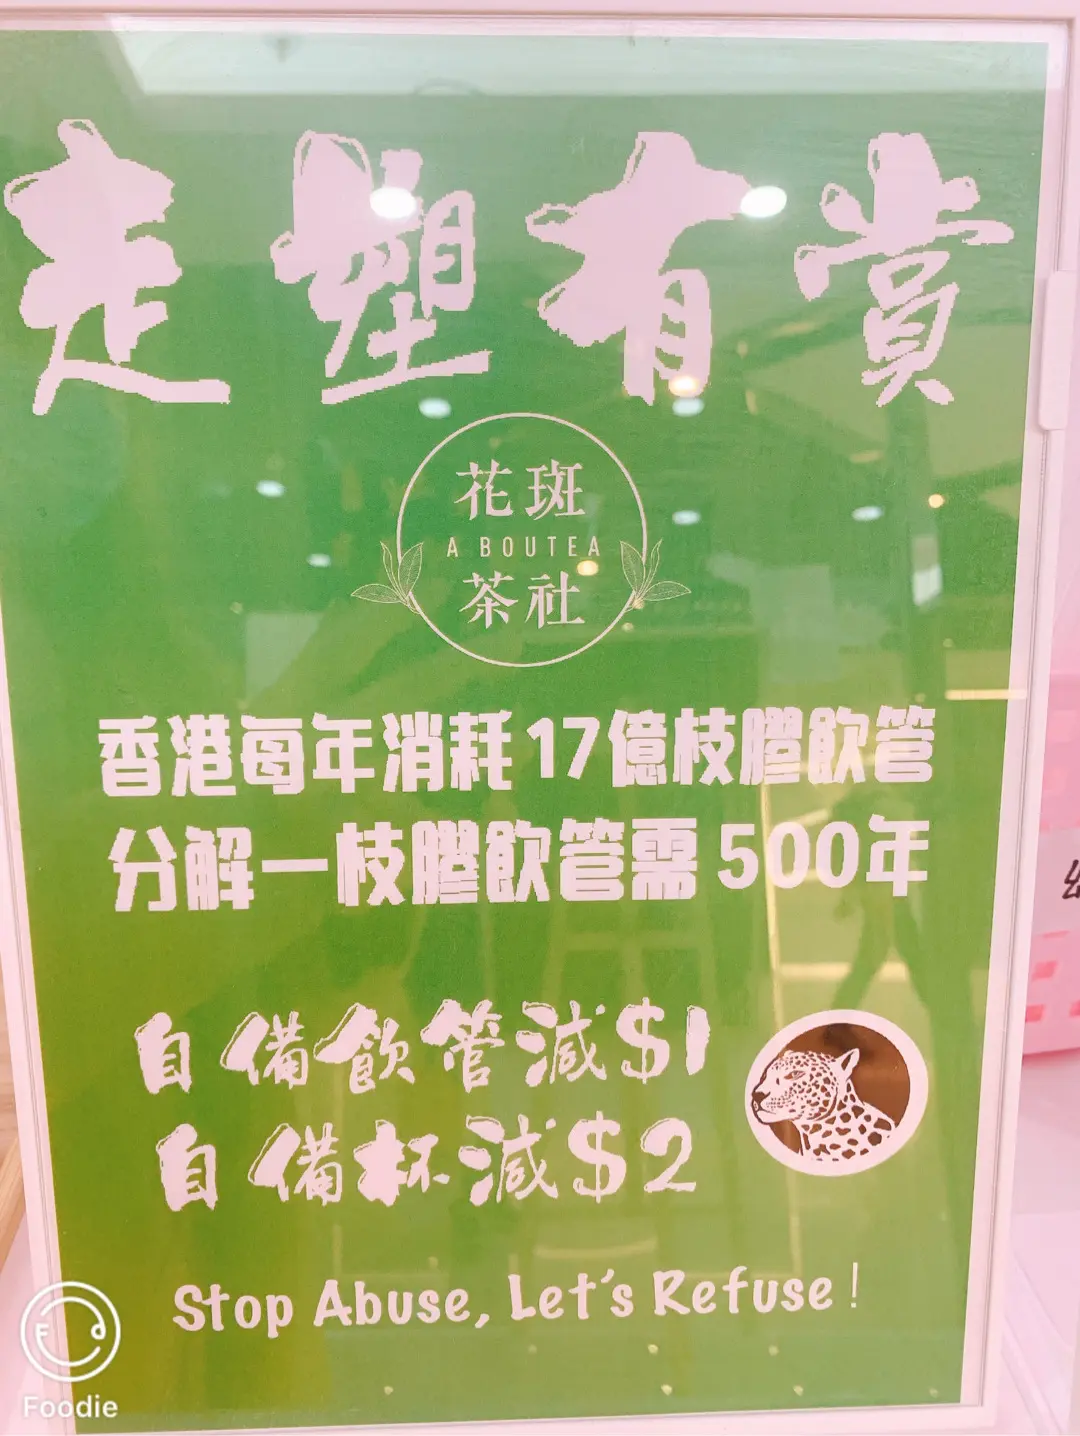 走塑有賞
花斑
A BOUTEA
茶社
香港每年消耗17億枝膠飲管
分解一枝膠飲管需500年
自備飲管減$1
自備杯減$2
Stop Abuse, Let's Refuse!
Foodie